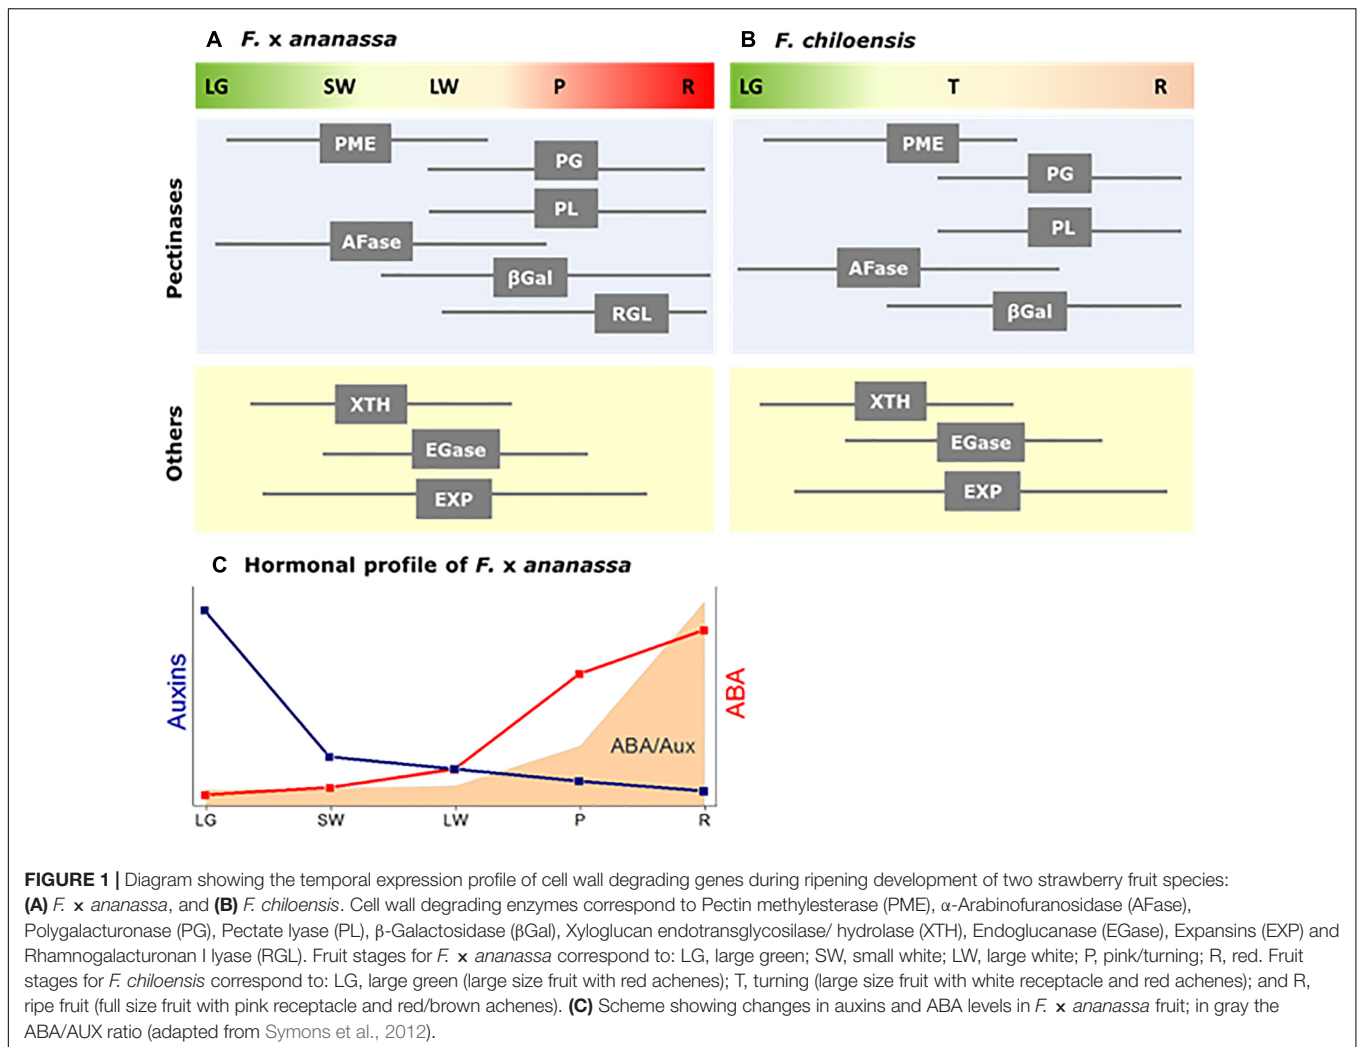 A F. x ananassa
B F. chiloensis
LG SW LW P R
LG T R
Pectinases
PME
PG
PL
AFase
βGal
RGL
PME
PG
PL
AFase
βGal
Others
XTH
EGase
EXP
XTH
EGase
EXP
C Hormonal profile of F. x ananassa
Auxins
ABA
ABA/Aux
LG SW LW P R
FIGURE 1 | Diagram showing the temporal expression profile of cell wall degrading genes during ripening development of two strawberry fruit species:
(A) F. x ananassa, and (B) F. chiloensis. Cell wall degrading enzymes correspond to Pectin methylesterase (PME), α-Arabinofuranosidase (AFase),
Polygalacturonase (PG), Pectate lyase (PL), β-Galactosidase (βGal), Xyloglucan endotransglycosilase/ hydrolase (XTH), Endoglucanase (EGase), Expansins (EXP) and
Rhamnogalacturonan I lyase (RGL). Fruit stages for F. x ananassa correspond to: LG, large green; SW, small white; LW, large white; P, pink/turning; R, red. Fruit
stages for F. chiloensis correspond to: LG, large green (large size fruit with red achenes); T, turning (large size fruit with white receptacle and red achenes); and R,
ripe fruit (full size fruit with pink receptacle and red/brown achenes). (C) Scheme showing changes in auxins and ABA levels in F. x ananassa fruit; in gray the
ABA/AUX ratio (adapted from Symons et al., 2012).